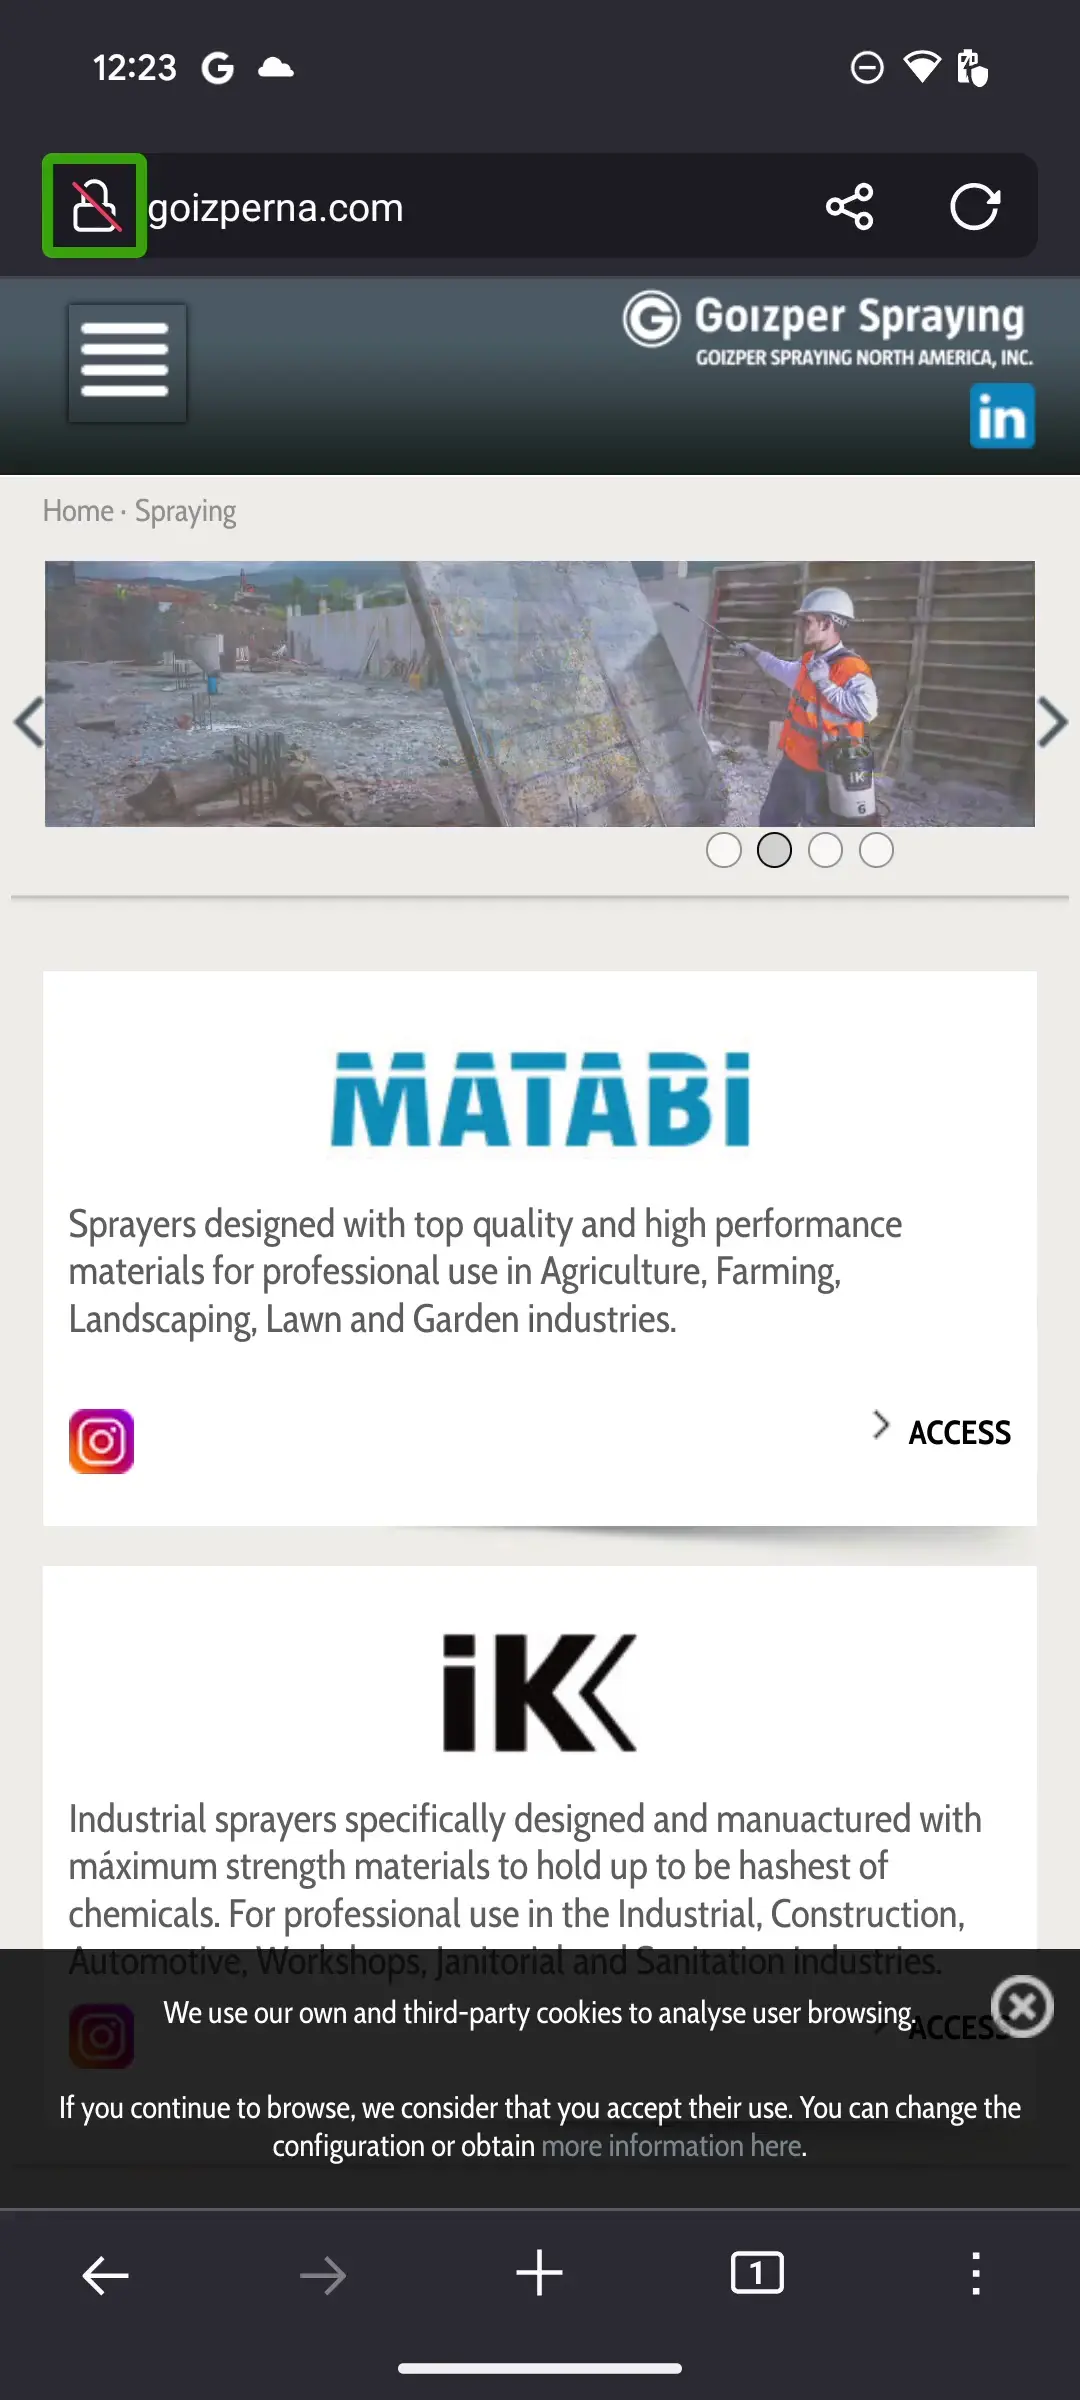 12:23
goizperna.com
Goizper Spraying
GOIZPER SPRAYING NORTH AMERICA, INC.
in
Home · Spraying
iK
6
MATABi
Sprayers designed with top quality and high performance
materials for professional use in Agriculture, Farming,
Landscaping, Lawn and Garden industries.
ACCESS
iK
Industrial sprayers specifically designed and manuactured with
máximum strength materials to hold up to be hashest of
chemicals. For professional use in the Industrial, Construction,
Automotive, Workshops, Janitorial and Sanitation Industries.
We use our own and third-party cookies to analyse user browsing.
ACCESS
If you continue to browse, we consider that you accept their use. You can change the
configuration or obtain more information here.
1